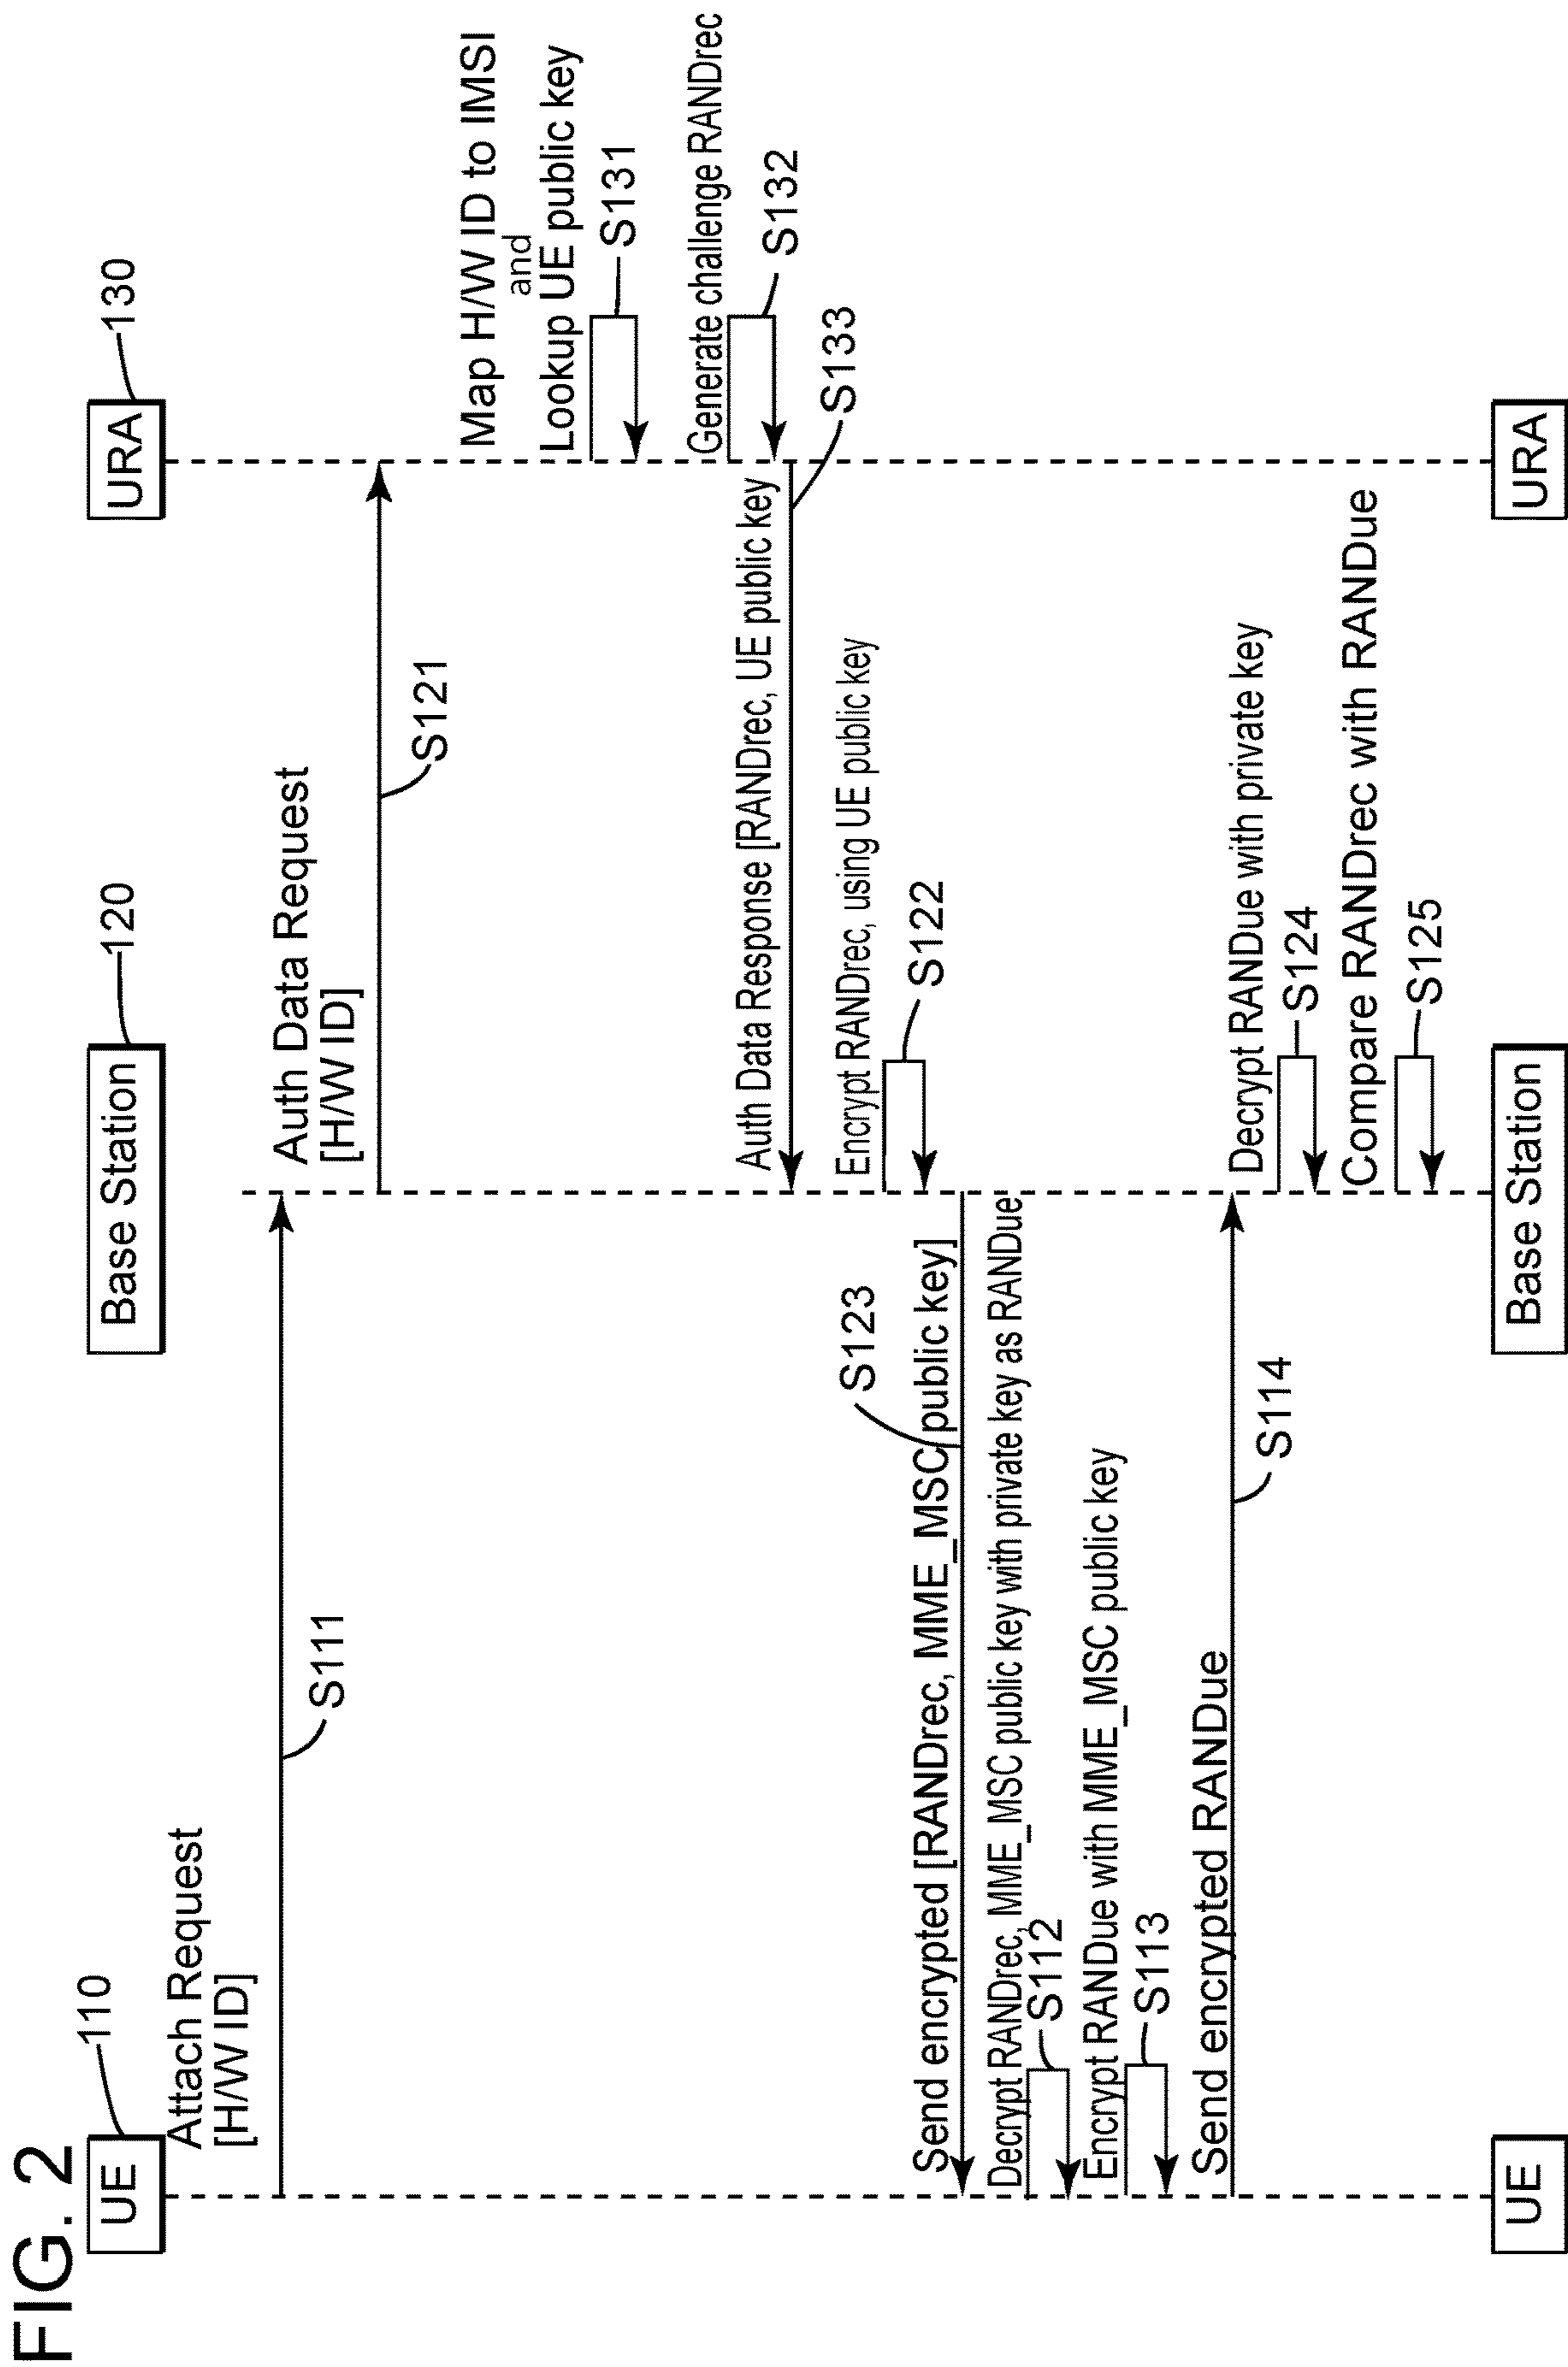 FIG. 2
UE
110
Base Station
120
URA
130
Attach Request
[H/W ID]
S111
Auth Data Request
[H/W ID]
S121
Map H/W ID to IMSI
and
Lookup UE public key
S131
Generate challenge RANDrec
S132
Auth Data Response [RANDrec, UE public key
S133
Encrypt RANDrec, using UE public key
S122
Send encrypted [RANDrec, MME_MSC public key]
S123
Decrypt RANDrec, MME_MSC public key with private key as RANDue
S112
Encrypt RANDue with MME_MSC public key
S113
Send encrypted RANDue
S114
Decrypt RANDue with private key
S124
Compare RANDrec with RANDue
S125
UE
Base Station
URA